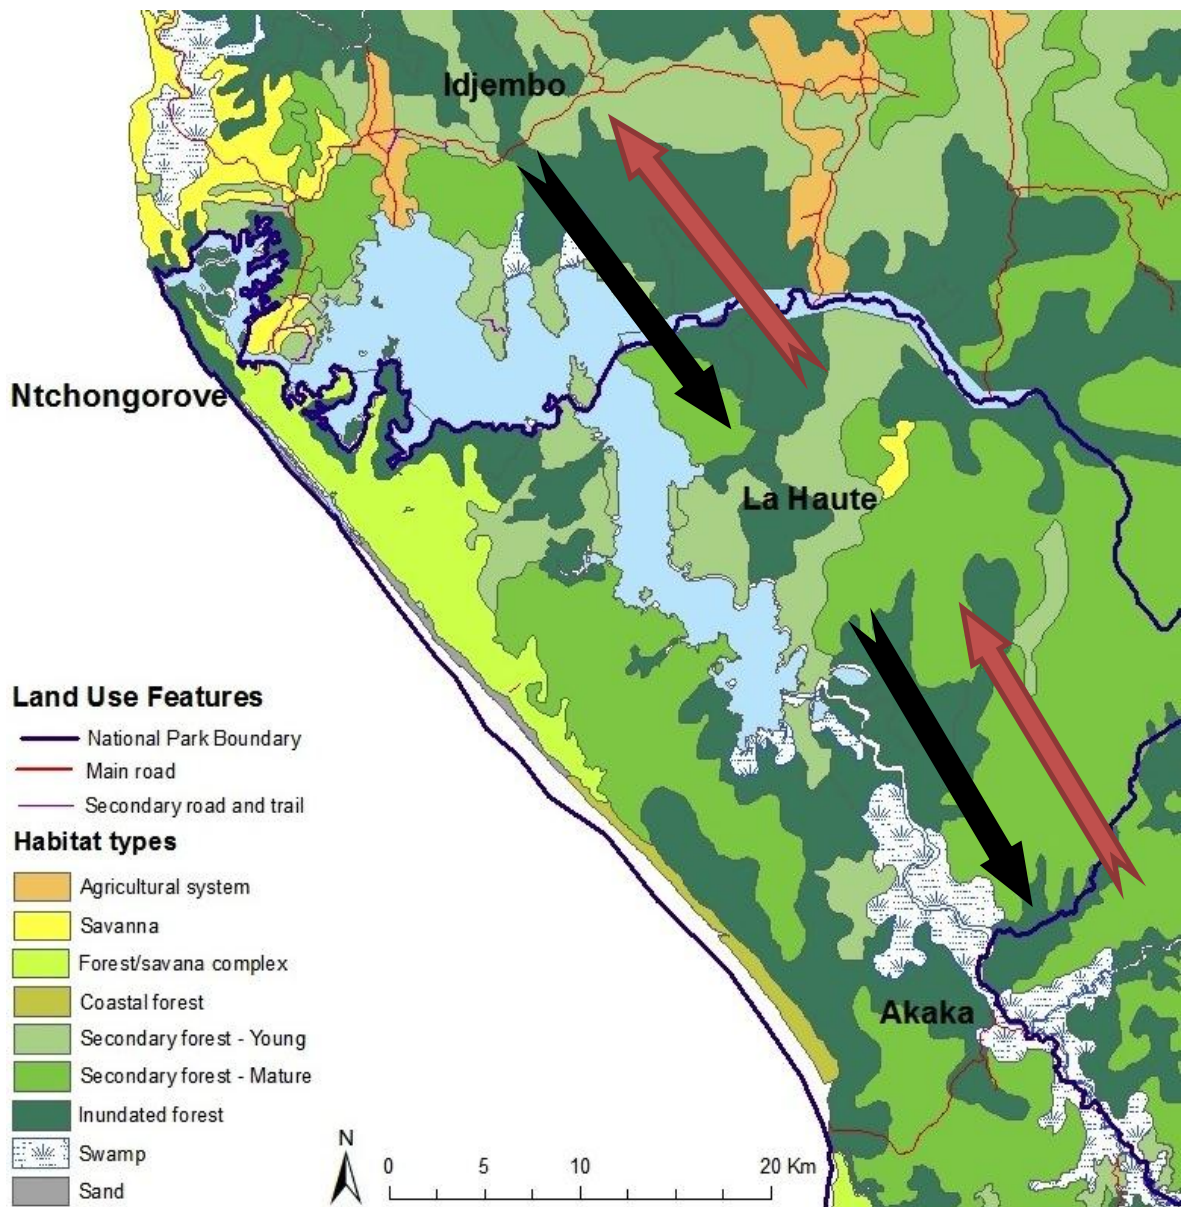 Idjembo
Ntchongorove
La Haute
Akaka
Land Use Features
National Park Boundary
Main road
Secondary road and trail
Habitat types
Agricultural system
Savanna
Forest/savana complex
Coastal forest
Secondary forest - Young
Secondary forest - Mature
Inundated forest
Swamp
Sand
N
0 5 10 20 Km